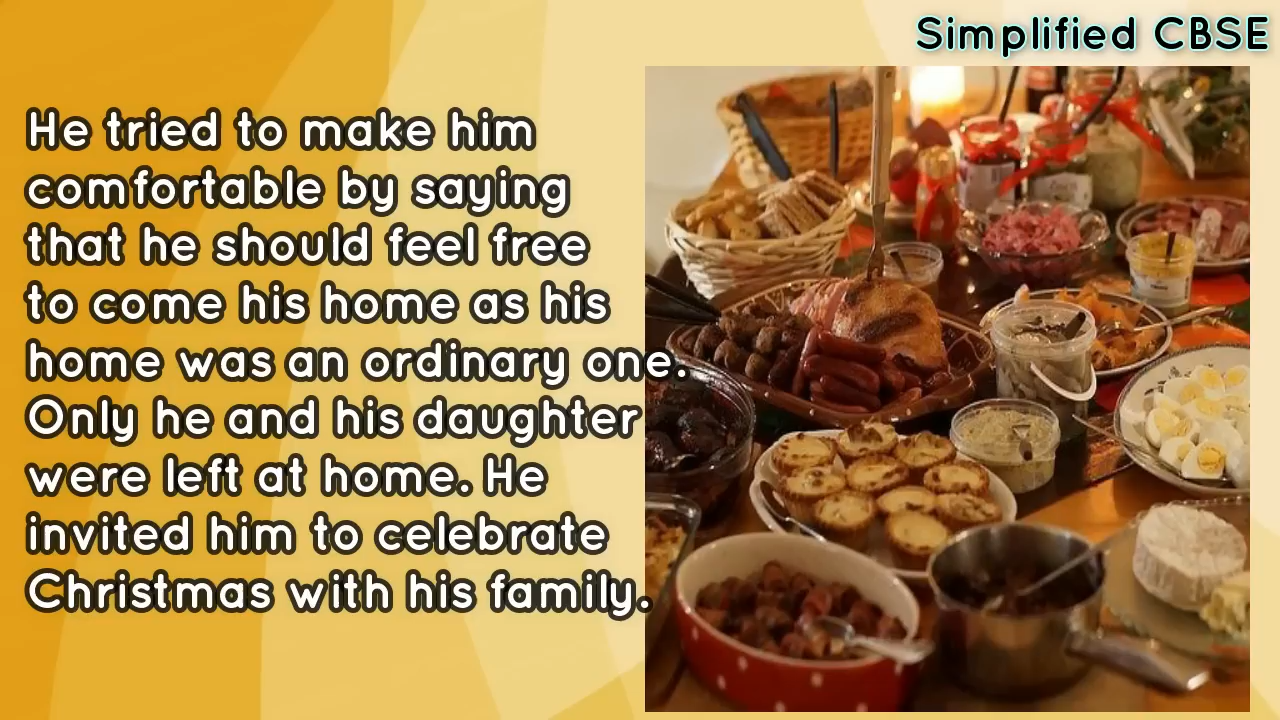 Simplified CBSE
He tried to make him
comfortable by saying
that he should feel free
to come his home as his
home was an ordinary one.
Only he and his daughter
were left at home. He
invited him to celebrate
Christmas with his family.